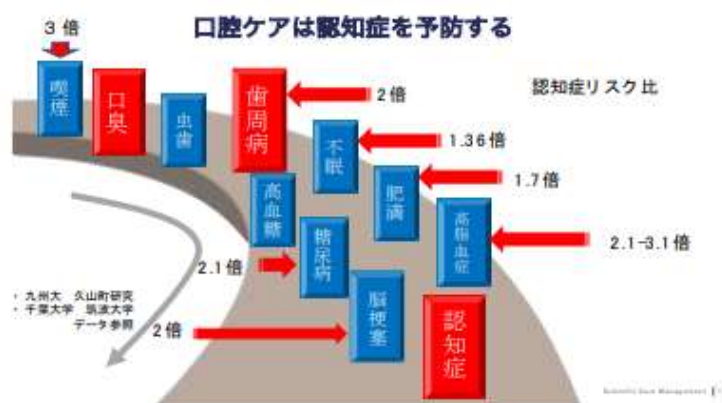 口腔ケアは認知症を予防する
3倍
喫煙
口臭
虫歯
歯周病
2倍
認知症リスク比
不眠
1.36倍
肥満
1.7倍
高血糖
糖尿病
2.1倍
高脂血症
2.1-3.1倍
・ 九州大 久山町研究
・ 千葉大学 筑波大学
データ参照
2倍
脳梗塞
認知症